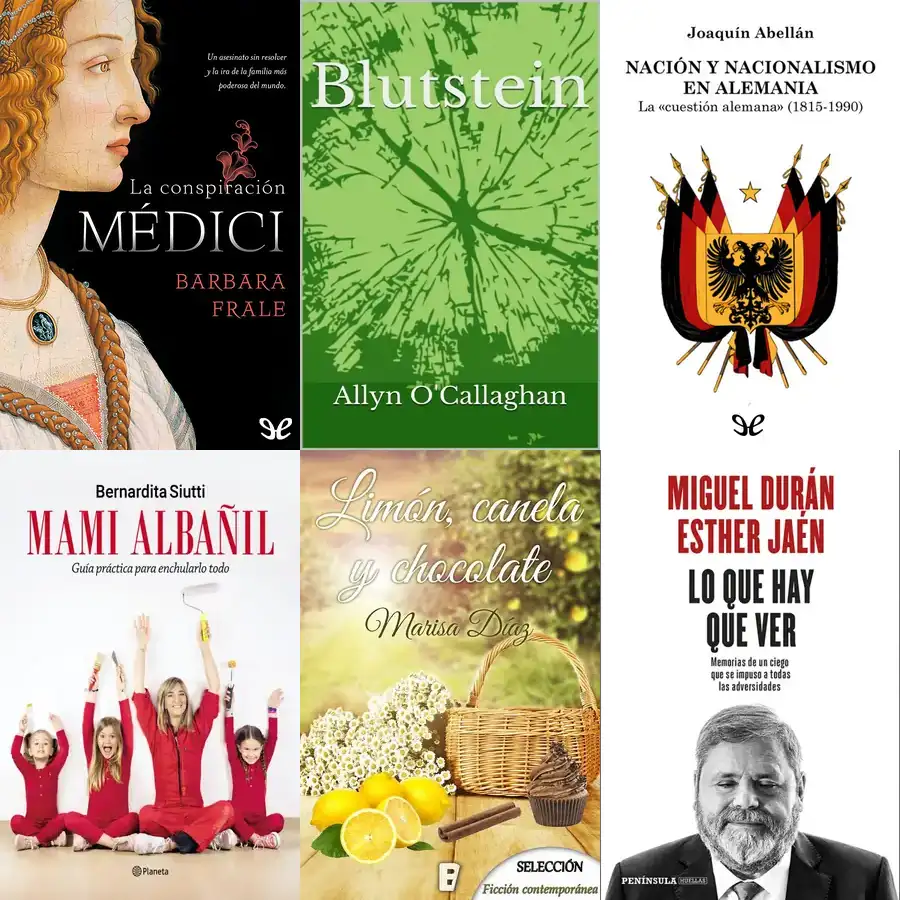 Un asesinato sin resolver
y la ira de la familia más
poderosa del mundo.
La conspiración
MÉDICI
BARBARA
FRALE
Blutstein
Allyn O'Callaghan
Joaquín Abellán
NACIÓN Y NACIONALISMO
EN ALEMANIA
La «cuestión alemana» (1815-1990)
Bernardita Siutti
MAMI ALBAÑIL
Guía práctica para enchularlo todo
Planeta
Limón, canela
y chocolate
Marisa Díaz
B
SELECCIÓN
Ficción contemporánea
MIGUEL DURÁN
ESTHER JAÉN
LO QUE HAY
QUE VER
Memorias de un ciego
que se impuso a todas
las adversidades
PENÍNSULA HUELLAS